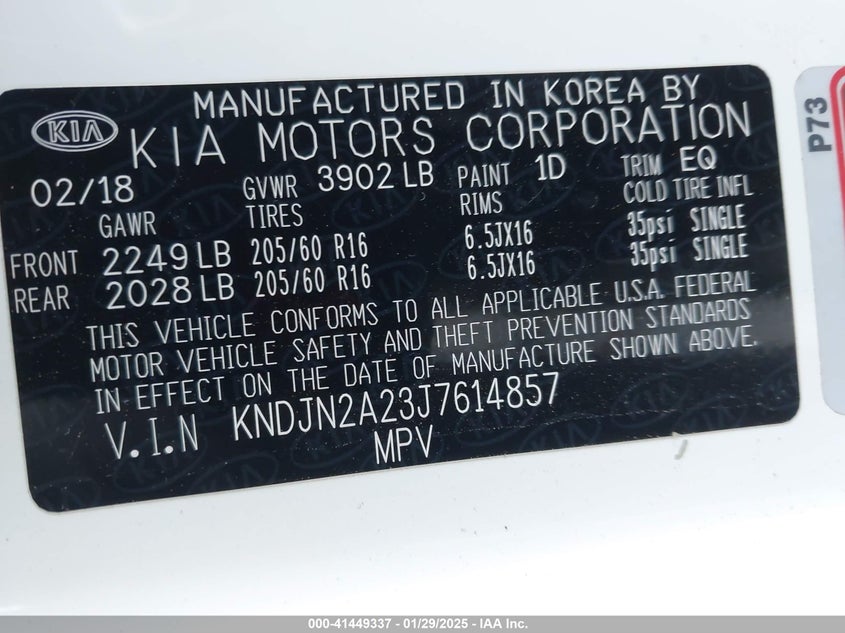 MANUFACTURED IN KOREA BY
KIA
KIA MOTORS CORPORATION
02/18 GVWR 3902 LB PAINT 1D TRIM EQ
GAWR TIRES RIMS COLD TIRE INFL
FRONT 2249 LB 205/60 R16 6.5JX16 35psi SINGLE
REAR 2028 LB 205/60 R16 6.5JX16 35psi SINGLE
THIS VEHICLE CONFORMS TO ALL APPLICABLE U.S.A. FEDERAL
MOTOR VEHICLE SAFETY AND THEFT PREVENTION STANDARDS
IN EFFECT ON THE DATE OF MANUFACTURE SHOWN ABOVE.
V.I.N KNDJN2A23J7614857
MPV
P73
000-41449337 - 01/29/2025 - IAA Inc.